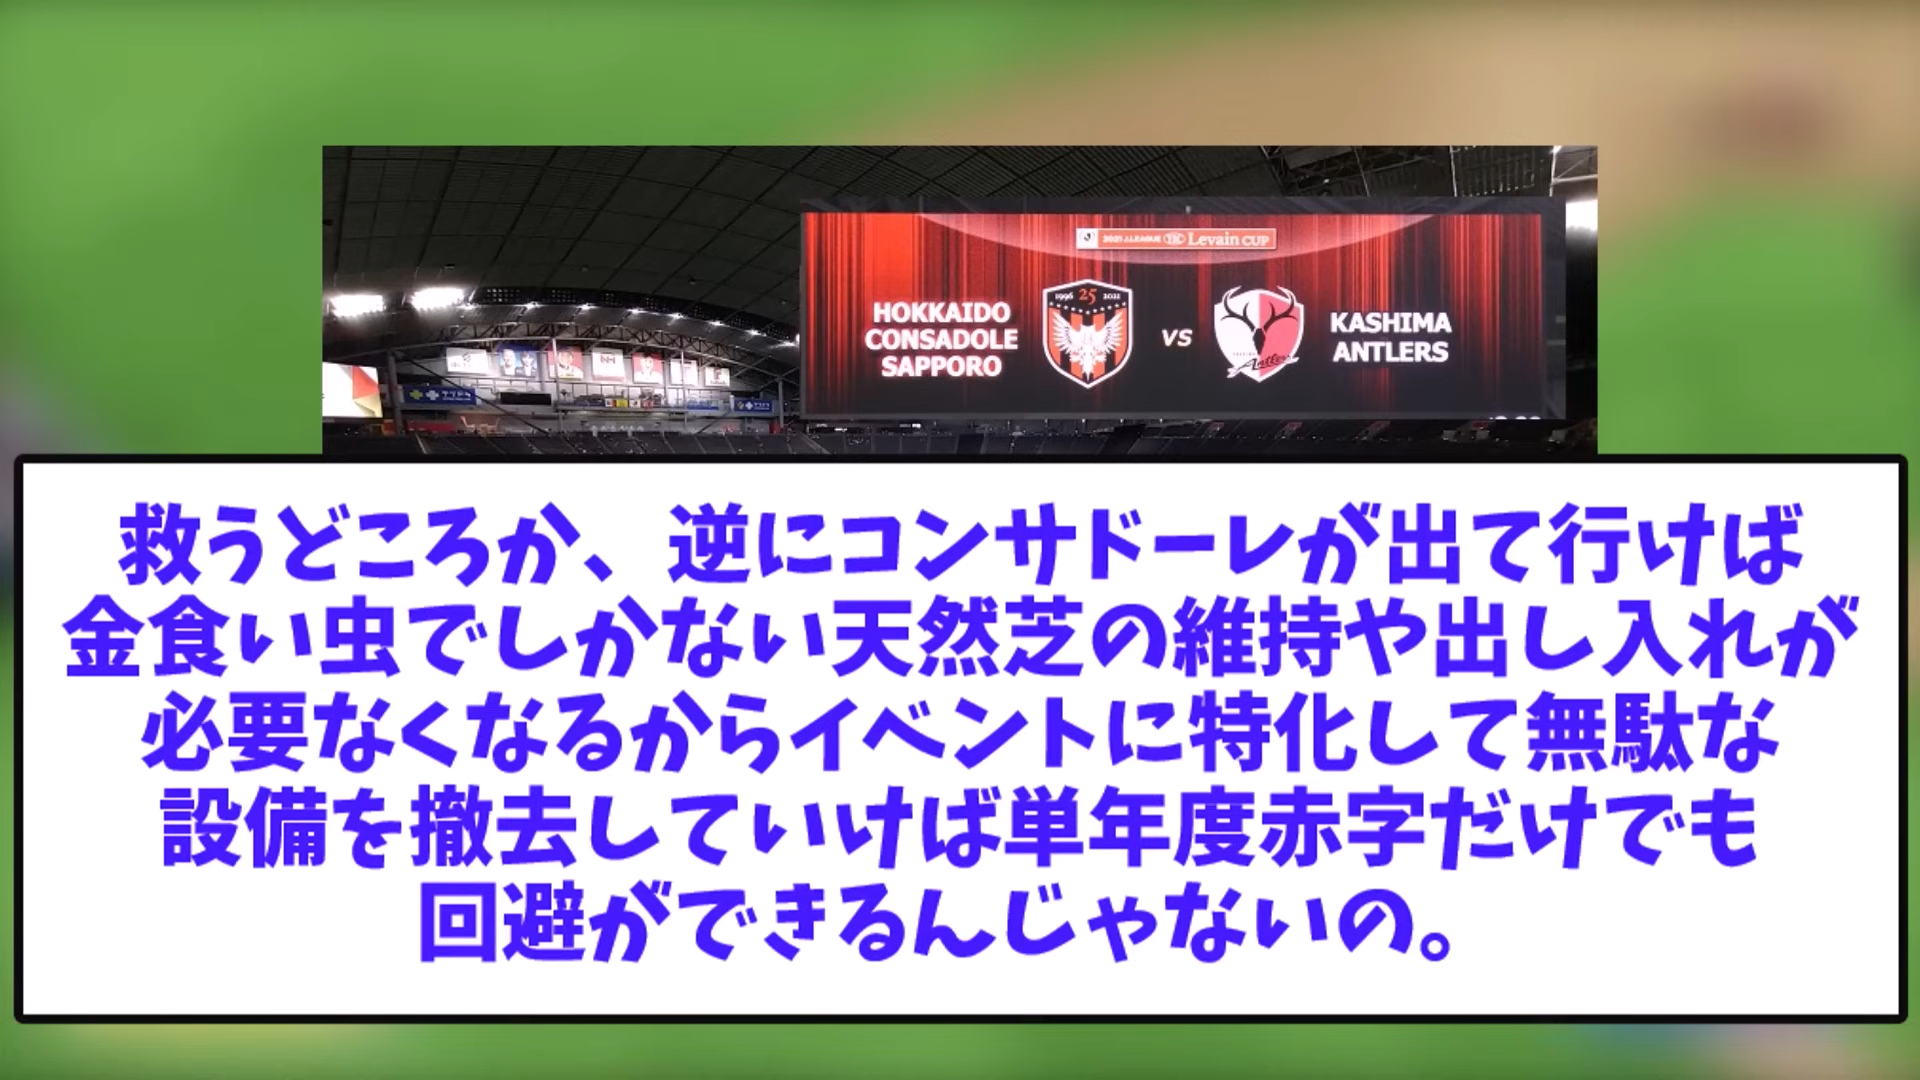 2021 J.LEAGUE YBC Levain CUP
1996 25 2021
HOKKAIDO
CONSADOLE
SAPPORO
VS
Antlers
KASHIMA
ANTLERS
救うどころか、逆にコンサドーレが出て行けば
金食い虫でしかない天然芝の維持や出し入れが
必要なくなるからイベントに特化して無駄な
設備を撤去していけば単年度赤字だけでも
回避ができるんじゃないの。